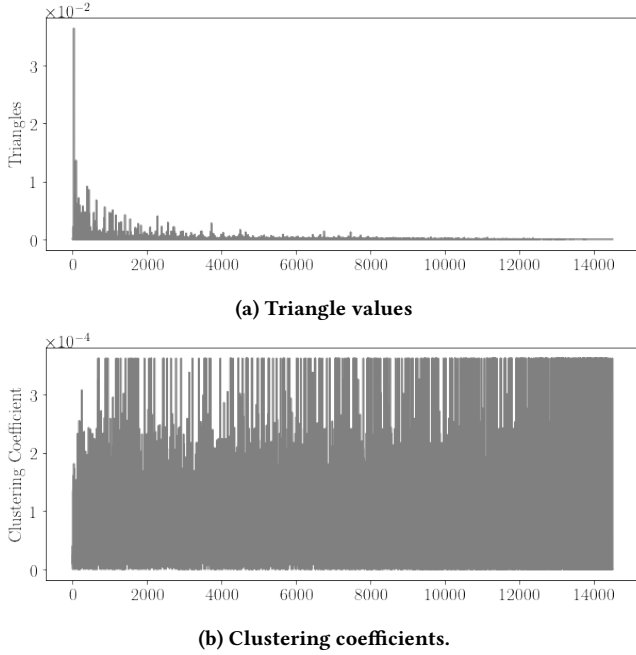 ×10−2
3
2
1
0
Triangles
0 2000 4000 6000 8000 10000 12000 14000
(a) Triangle values
×10−4
3
2
1
0
Clustering Coefficient
0 2000 4000 6000 8000 10000 12000 14000
(b) Clustering coefficients.